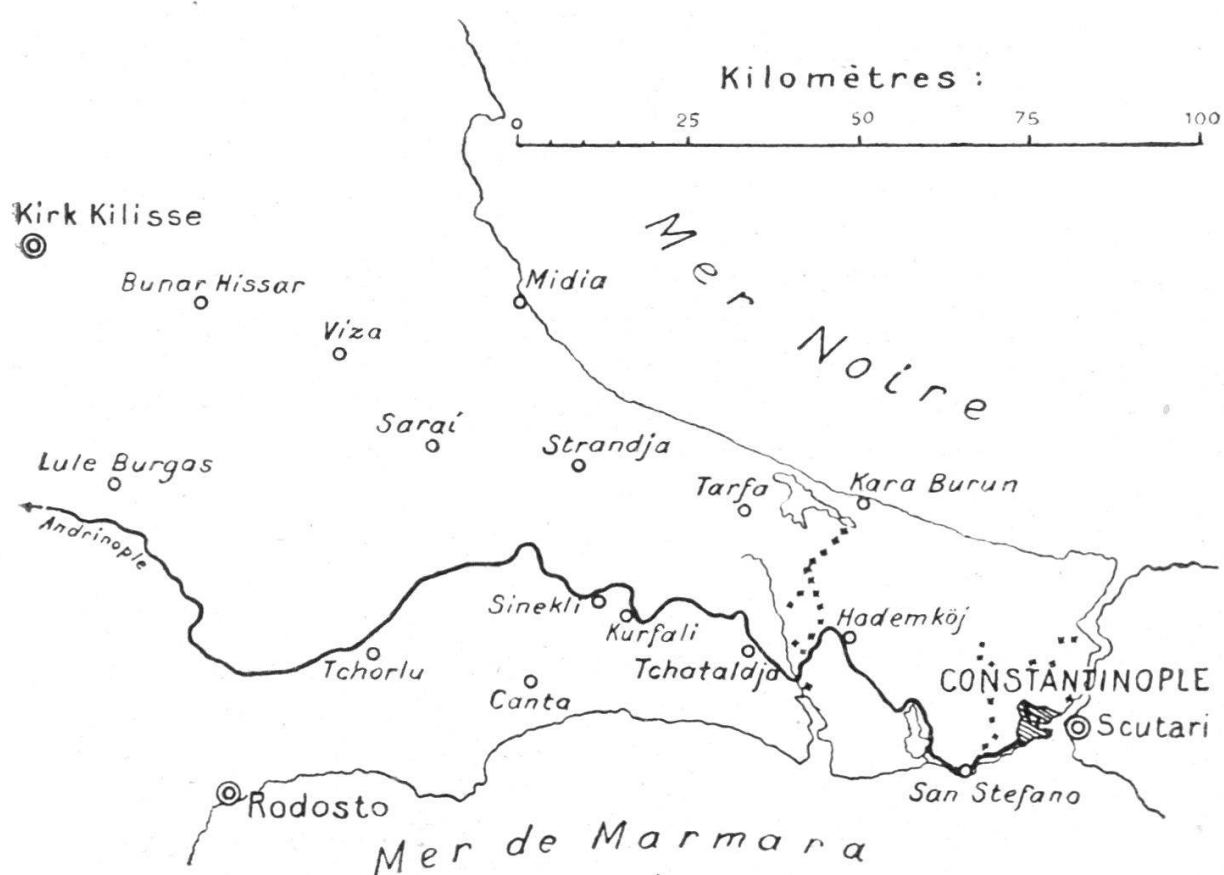 Kilomètres :
0 25 50 75 100
Kirk Kilisse
Mer Noire
Bunar Hissar
Midia
Viza
Saraí
Strandja
Lule Burgas
Tarfa
Kara Burun
Andrinople
Sinekli
Kurfali
Hademköj
Tchorlu
Tchataldja
Canta
CONSTANTINOPLE
Scutari
San Stefano
Rodosto
Mer de Marmara